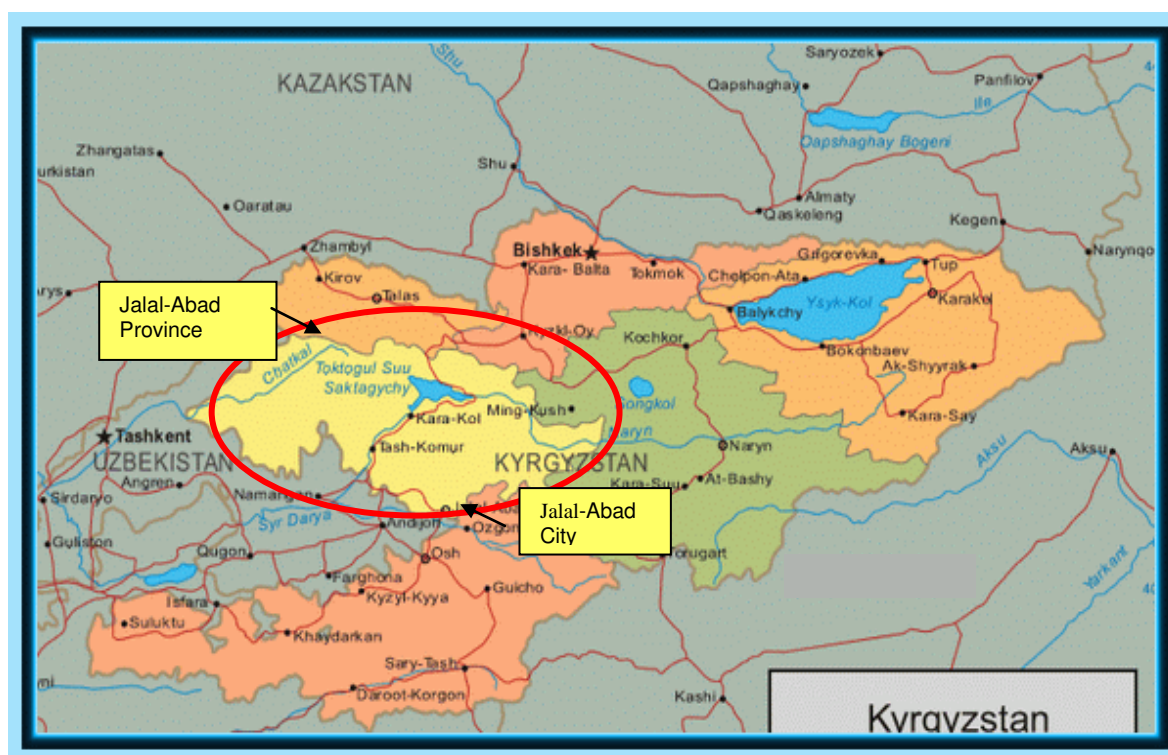 Saryozek
Shu
KAZAKSTAN
Qapshaghay
Panfilov
Ile
Qapshaghay Bogeni
Zhangatas
urkistan
Shu
Almaty
Qaskeleng
Oaratau
Kegen
Zhambyl
Bishkek
Narynqo
Kara- Balta
Tokmok
Grigorevka
Tup
Kirov
Cholpon-Ata
arys
Talas
Ysyk-Kol
Karakol
Jalal-Abad
Province
Balykchy
Kyzkl-Oy
Kochkor
Bokonbaev
Chatkal
Toktogul Suu
Saktagychy
Ak-Shyyrak
Ming-Kush
Songkol
Kara-Kol
Kara-Say
Naryn
Tashkent
Tash-Komur
Naryn
Aksu
Aksu
UZBEKISTAN
KYRGYZSTAN
Angren
Kara-Suu
At-Bashy
Sirdaryo
Namangan
Jalal-Abad
City
Syr Darya
Andijon
Ozgon
Guliston
Qugon
Osh
Torugart
Yarkant
Farghona
Guicho
40
Isfara
Kyzyl-Kyya
Suluktu
Khaydarkan
Sary-Tash
Daroot-Korgon
Kashi
Kyrgyzstan